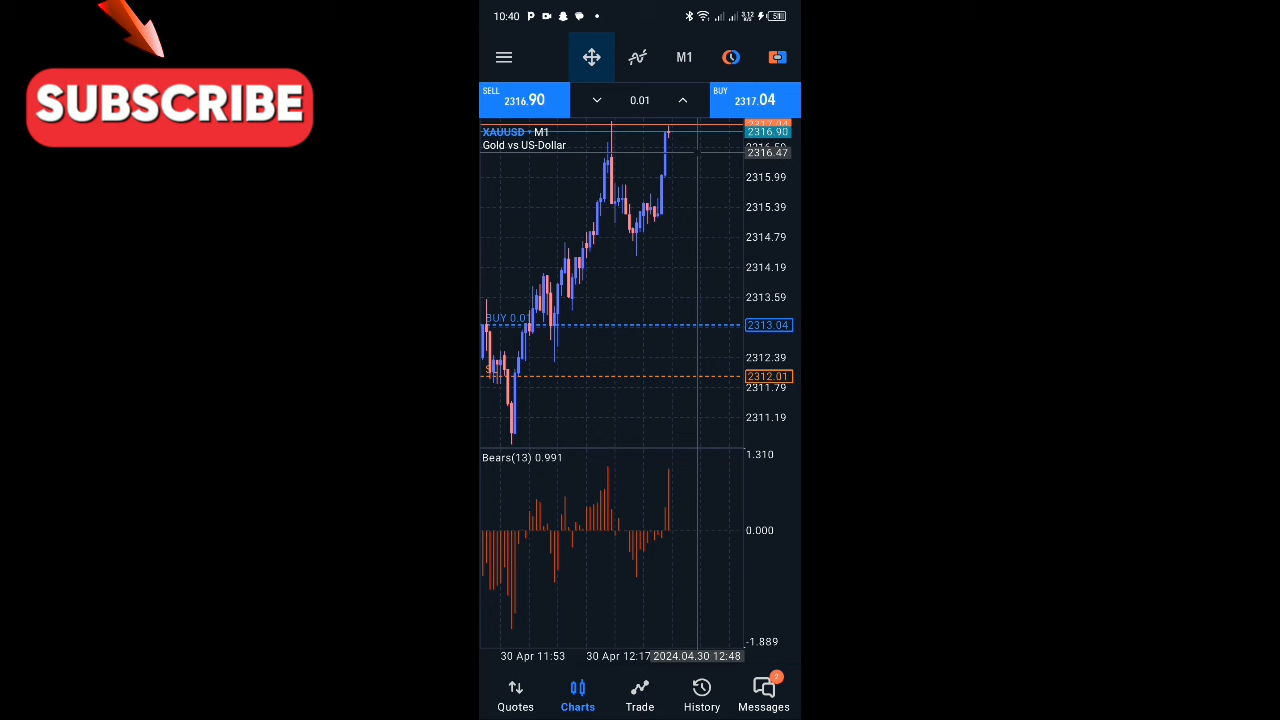 SUBSCRIBE
10:40
M1
SELL
2316.90
0.01
BUY
2317.04
XAUUSD M1
Gold vs US-Dollar
2316.90
2316.47
2315.99
2315.39
2314.79
2314.19
2313.59
BUY 0.01
2313.04
2312.39
2312.01
2311.79
2311.19
Bears(13) 0.991
1.310
0.000
-1.889
30 Apr 11:53
30 Apr 12:17
2024.04.30 12:48
2
Quotes
Charts
Trade
History
Messages